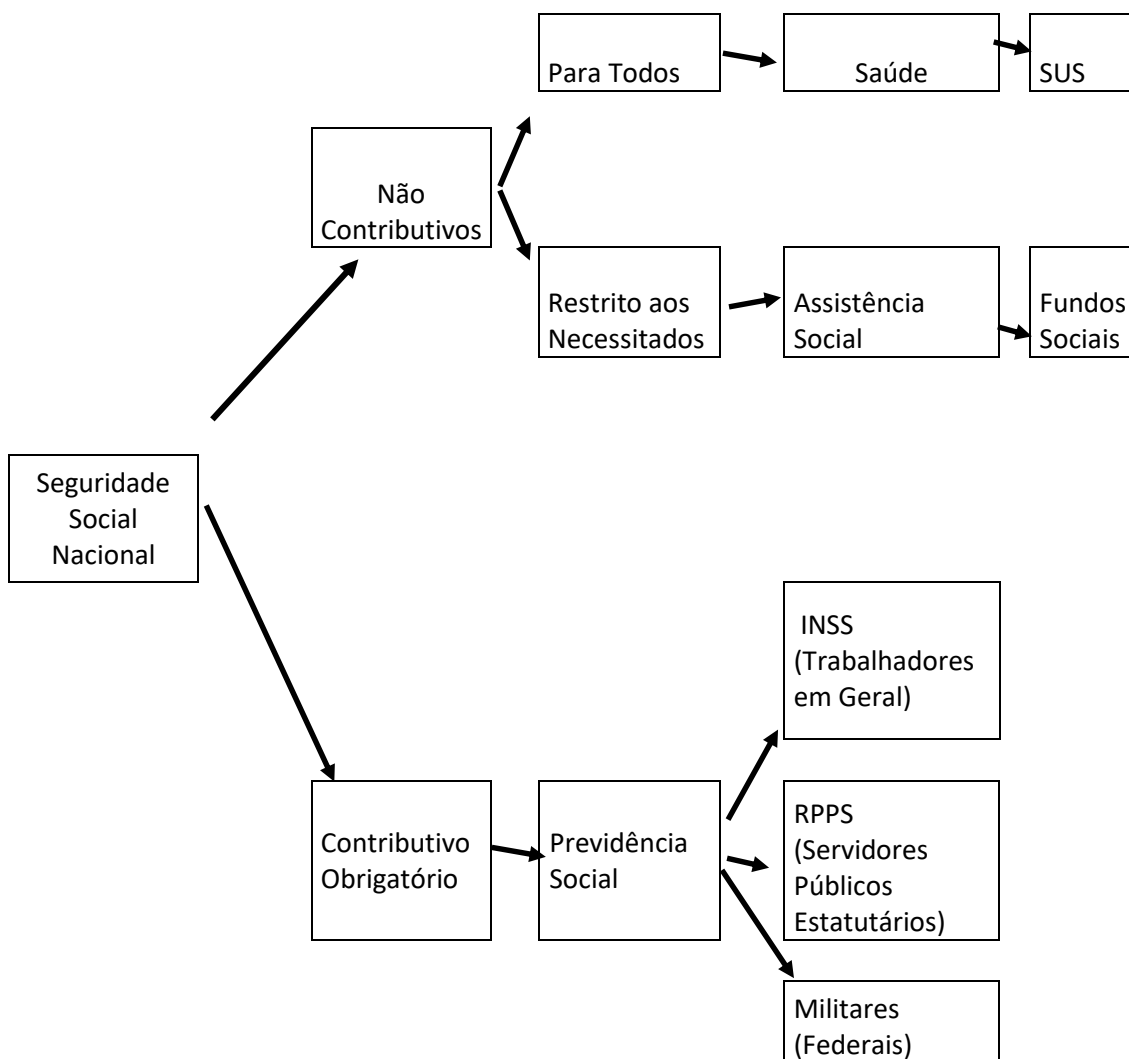 Para Todos
Saúde
SUS
Não
Contributivos
Restrito aos
Necessitados
Assistência
Social
Fundos
Sociais
Seguridade
Social
Nacional
INSS
(Trabalhadores
em Geral)
Contributivo
Obrigatório
Previdência
Social
RPPS
(Servidores
Públicos
Estatutários)
Militares
(Federais)